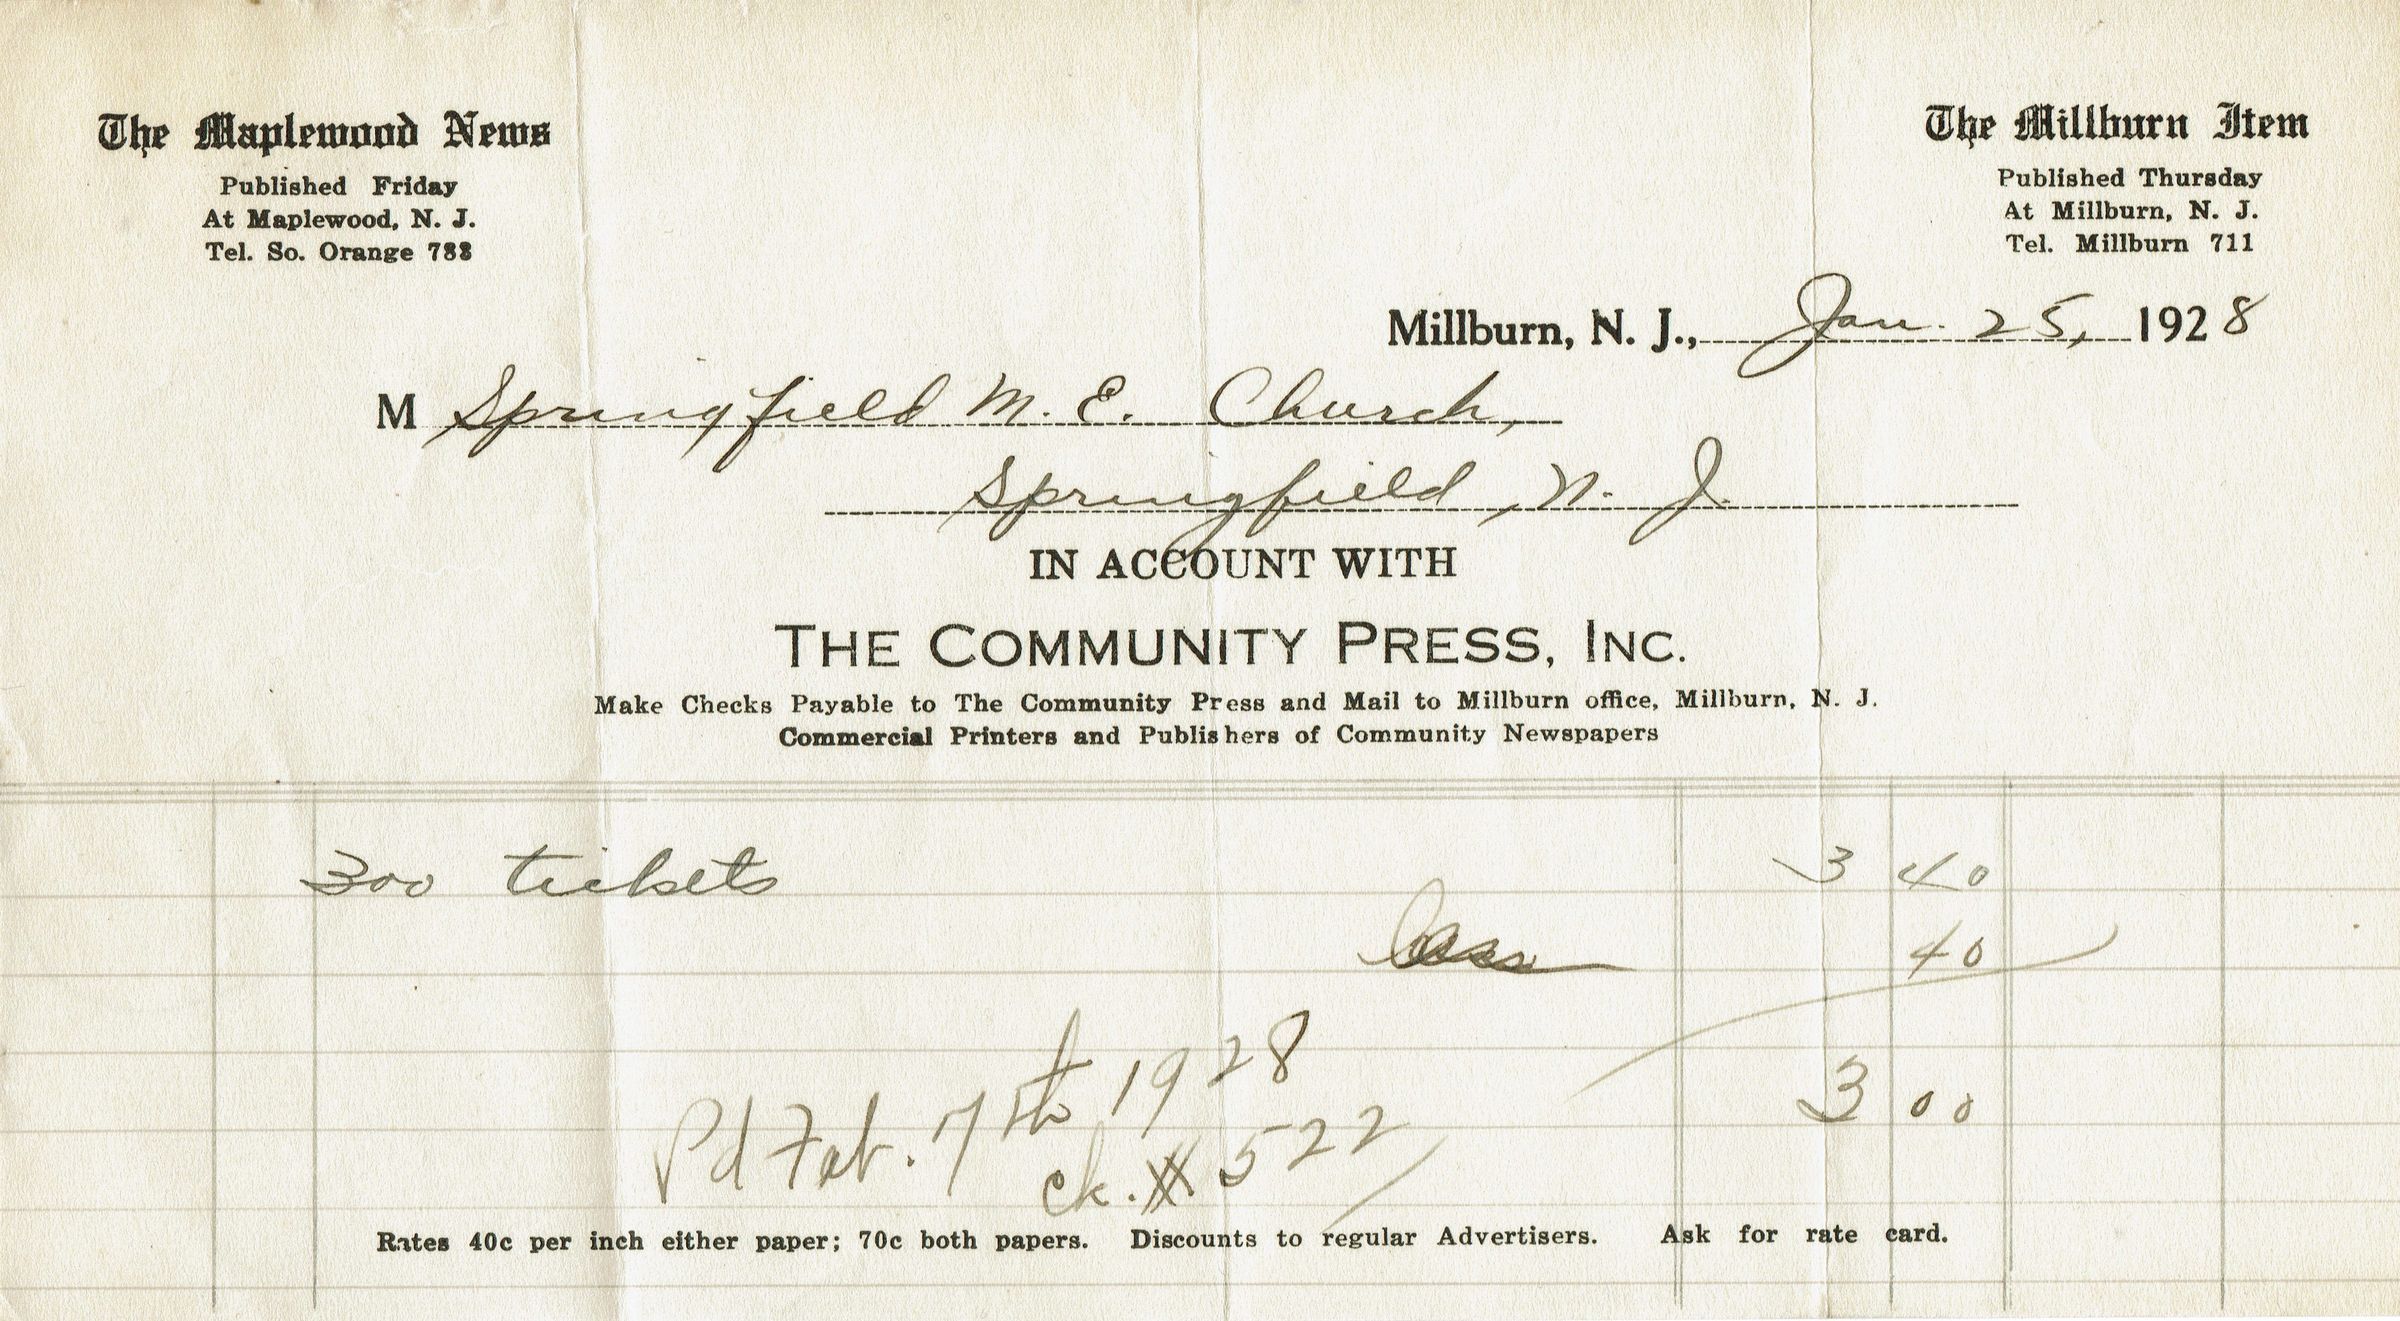 The Maplewood News
Published Friday
At Maplewood, N. J.
Tel. So. Orange 788
The Millburn Item
Published Thursday
At Millburn, N. J.
Tel. Millburn 711
Millburn, N. J., Jan. 25, 1928
M Springfield M. E. Church,
Springfield, N. J.
IN ACCOUNT WITH
THE COMMUNITY PRESS, INC.
Make Checks Payable to The Community Press and Mail to Millburn office, Millburn, N. J.
Commercial Printers and Publishers of Community Newspapers
300 tickets 3 40
less 40
3 00
Pd Feb. 7th 1928
ck. # 522
Rates 40c per inch either paper; 70c both papers. Discounts to regular Advertisers. Ask for rate card.